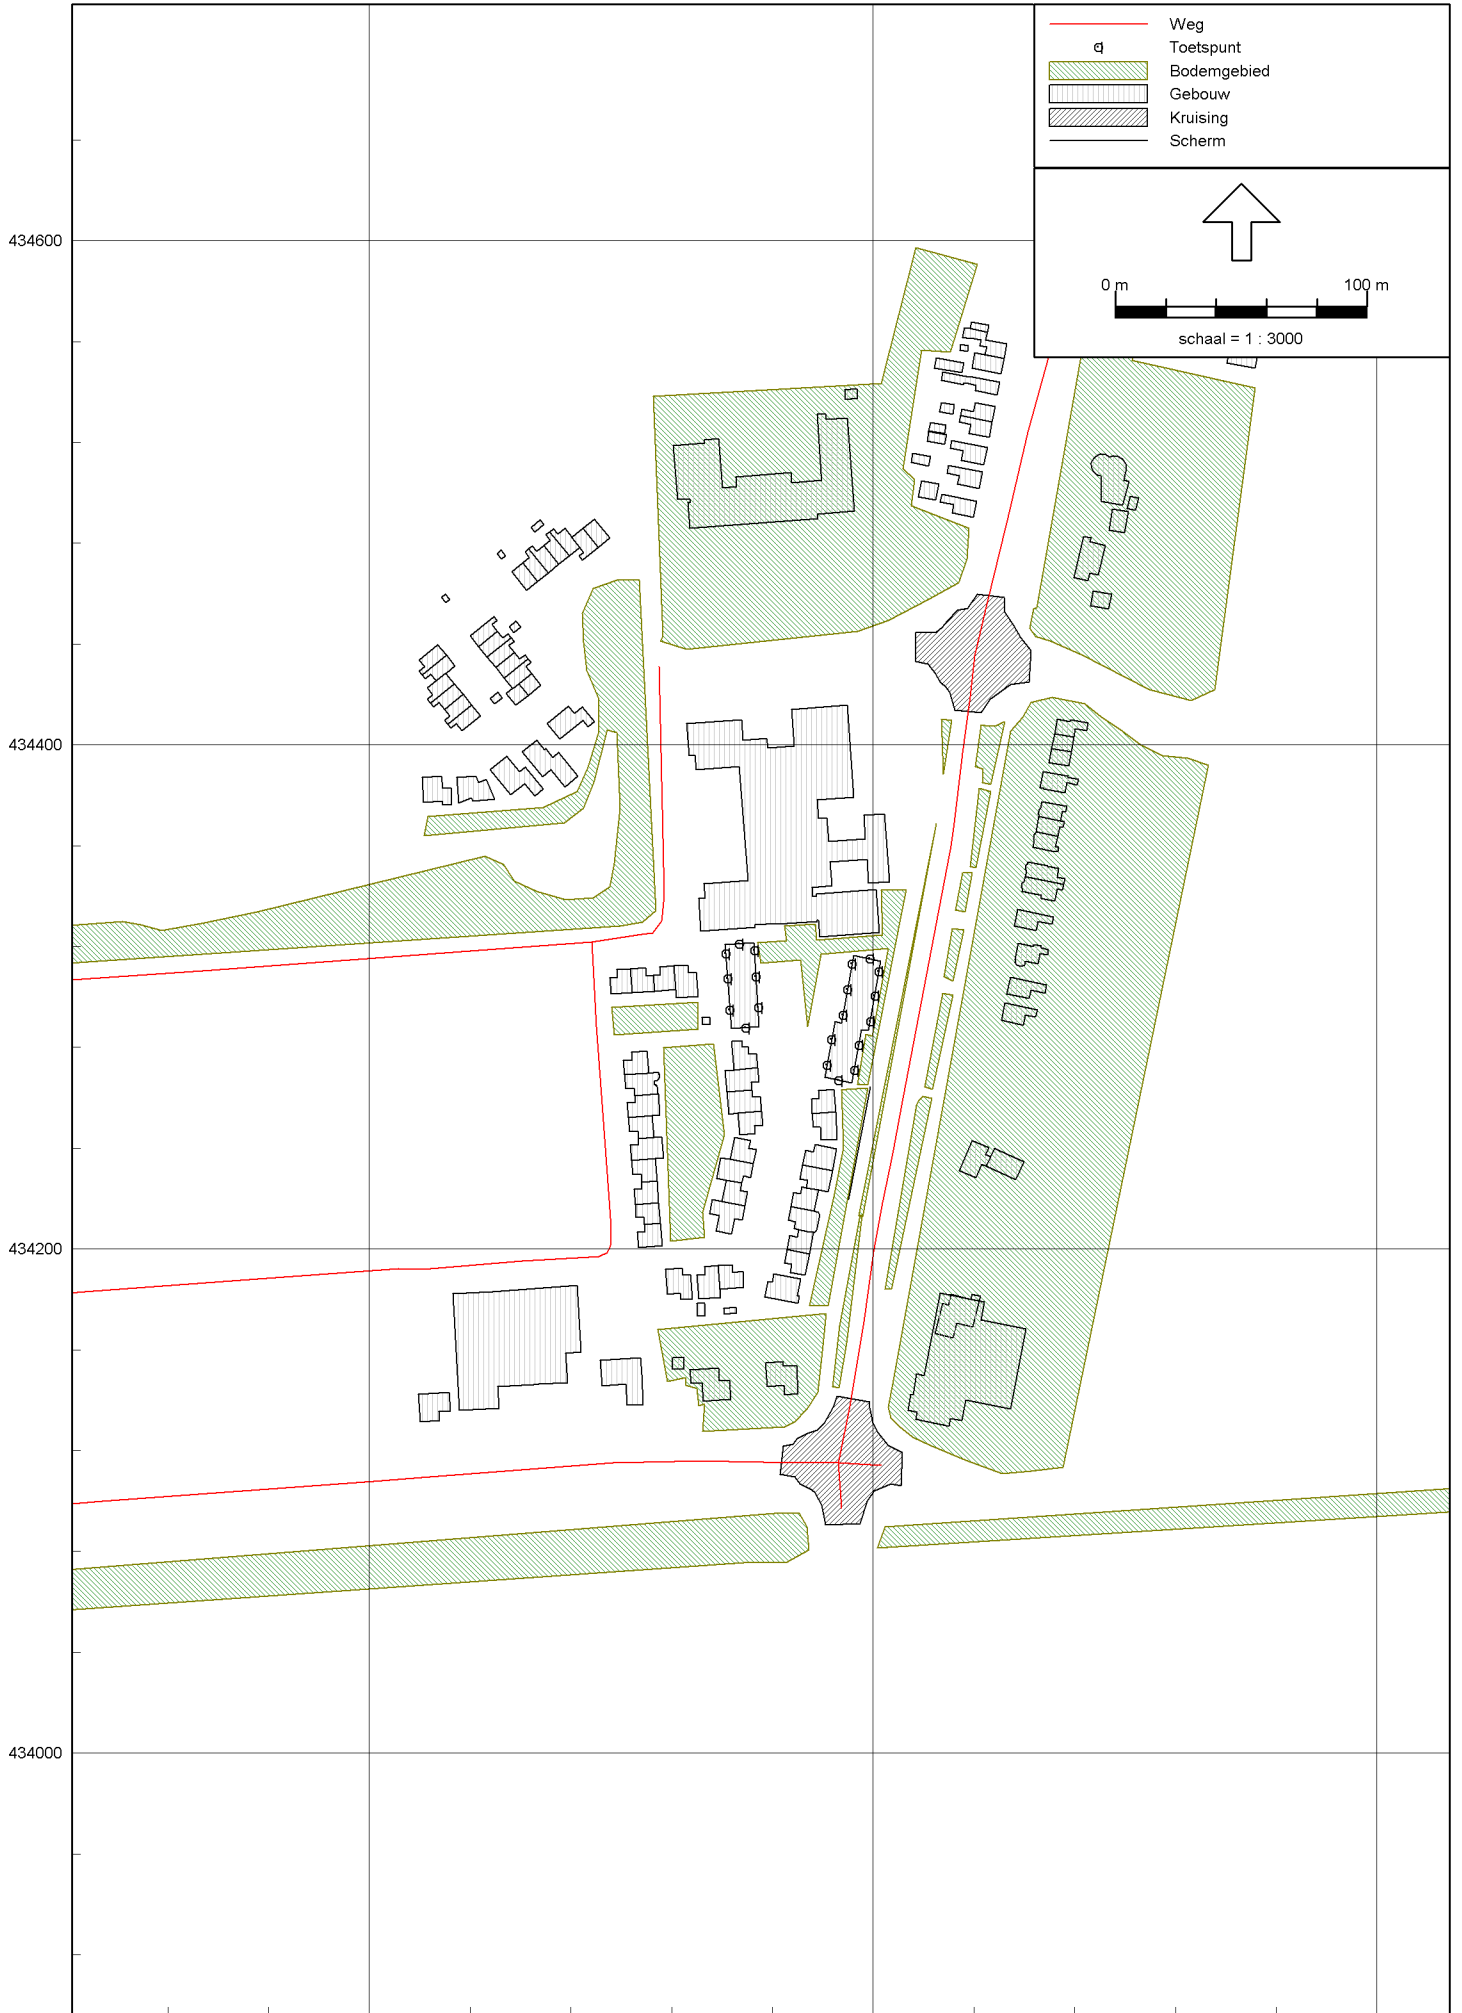 Weg
Toetspunt
Bodemgebied
Gebouw
Kruising
Scherm
0 m 100 m
schaal = 1 : 3000
434600
434400
434200
434000